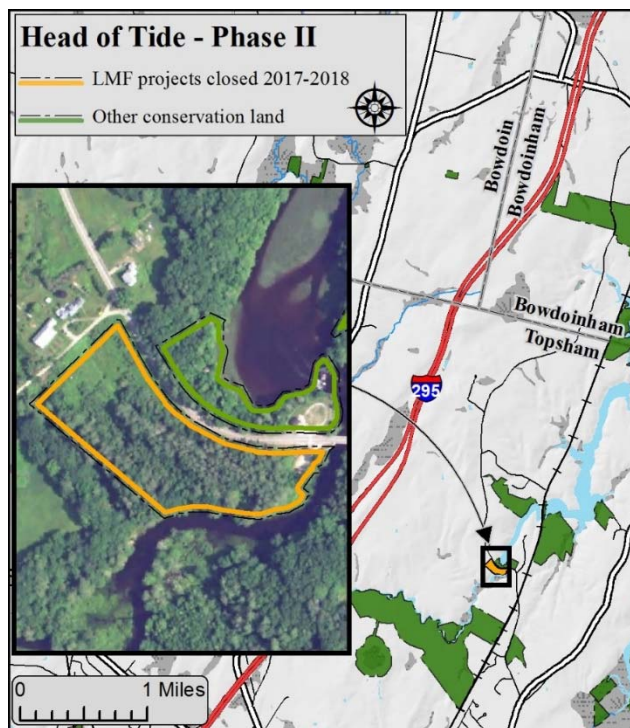 Head of Tide - Phase II
LMF projects closed 2017-2018
Other conservation land
Bowdoin
Bowdoinham
Bowdoinham
Topsham
295
0 1 Miles